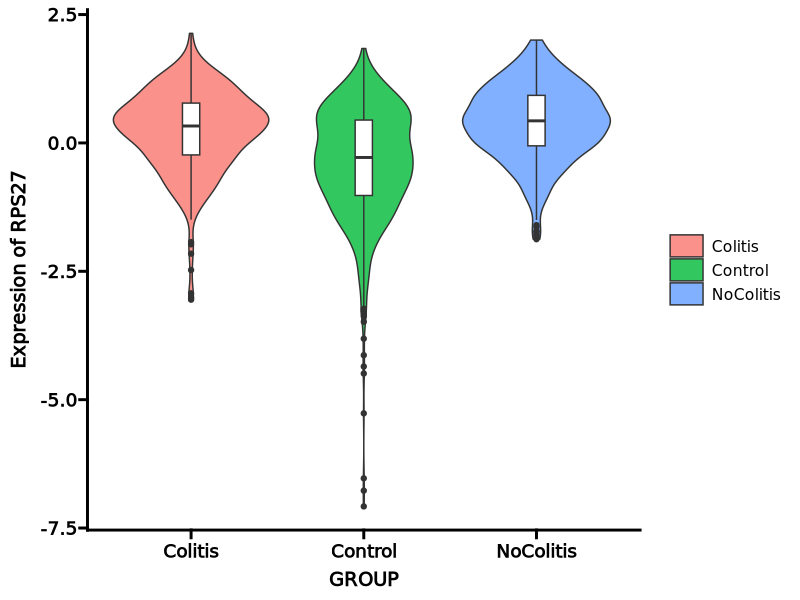 2.5
0.0
-2.5
-5.0
-7.5
Expression of RPS27
Colitis
Control
NoColitis
GROUP
Colitis
Control
NoColitis